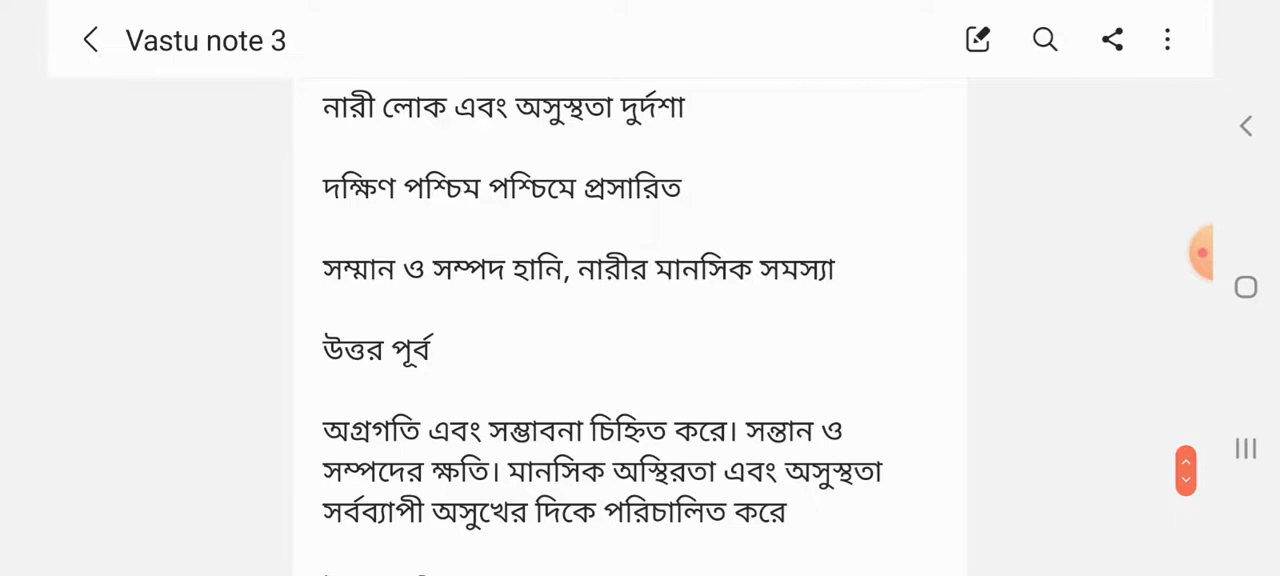 Vastu note 3
নারী লোক এবং অসুস্থতা দুর্দশা
দক্ষিণ পশ্চিম পশ্চিমে প্রসারিত
সম্মান ও সম্পদ হানি, নারীর মানসিক সমস্যা
উত্তর পূর্ব
অগ্রগতি এবং সম্ভাবনা চিহ্নিত করে। সন্তান ও
সম্পদের ক্ষতি। মানসিক অস্থিরতা এবং অসুস্থতা
সর্বব্যাপী অসুখের দিকে পরিচালিত করে